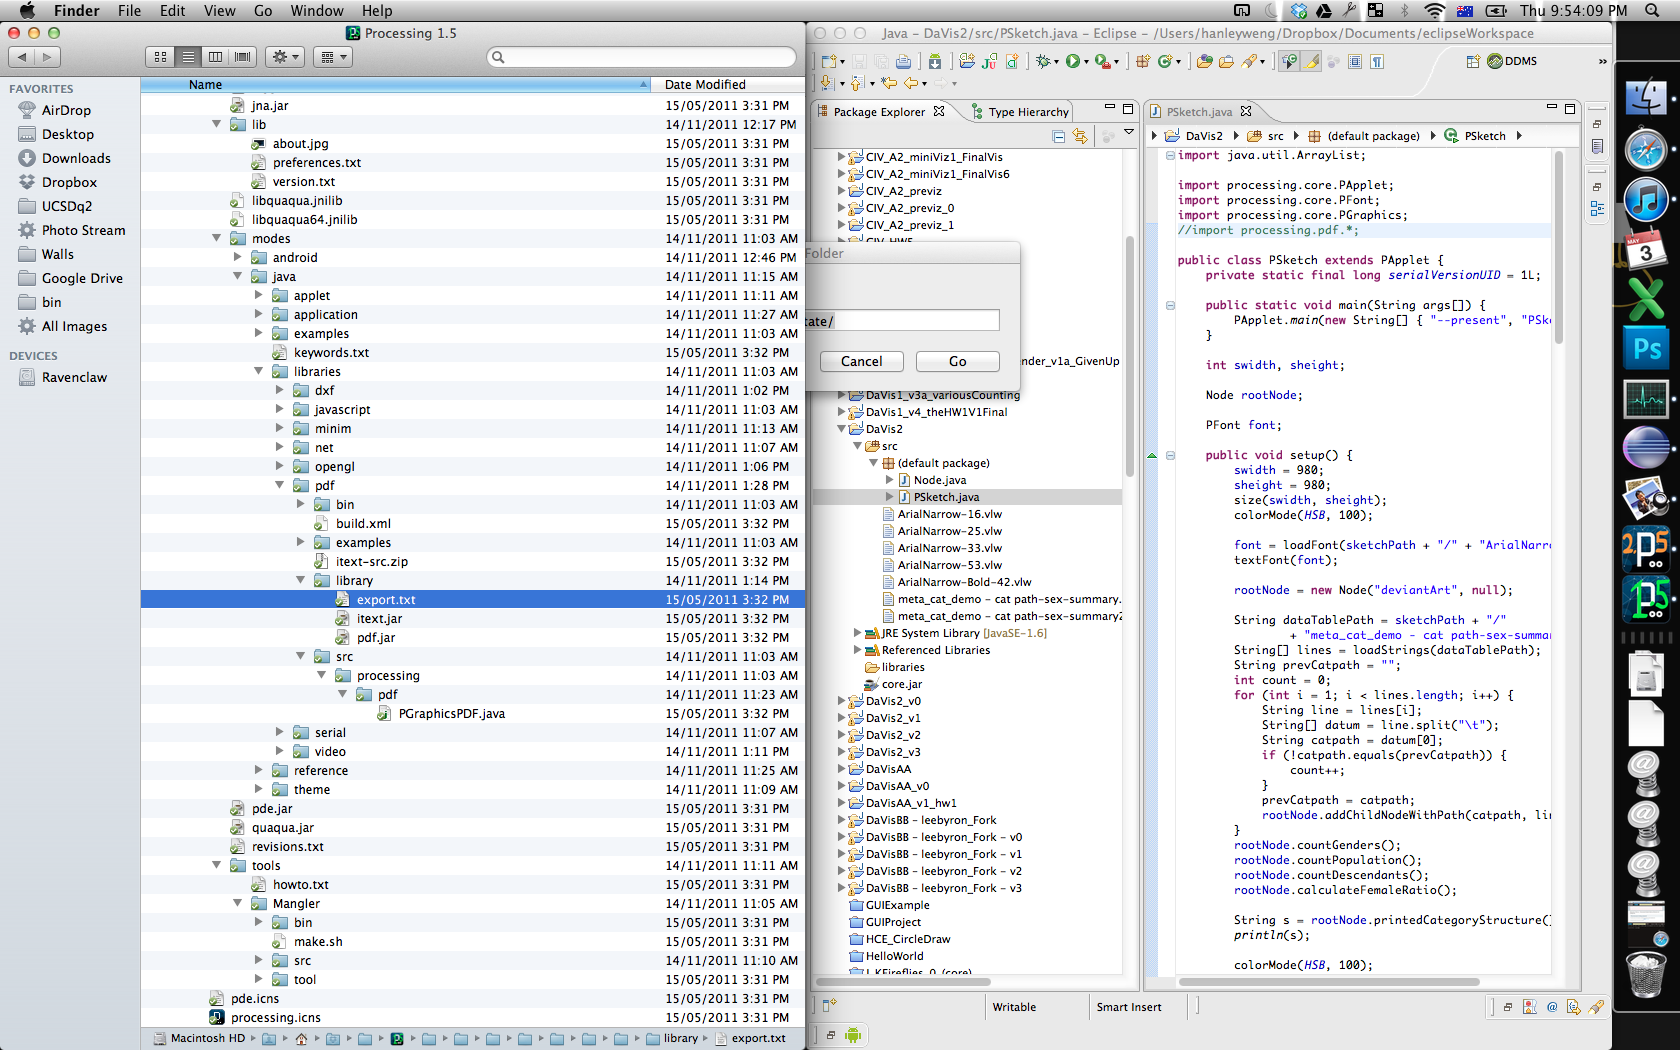 Finder File Edit View Go Window Help
Thu 9:54:09 PM
Processing 1.5
Name
Date Modified
FAVORITES
AirDrop
Desktop
Downloads
Dropbox
UCSDq2
Photo Stream
Walls
Google Drive
bin
All Images
DEVICES
Ravenclaw
jna.jar 15/05/2011 3:31 PM
lib 14/11/2011 12:17 PM
about.jpg 15/05/2011 3:31 PM
preferences.txt 15/05/2011 3:31 PM
version.txt 15/05/2011 3:31 PM
libquaqua.jnilib 15/05/2011 3:31 PM
libquaqua64.jnilib 15/05/2011 3:31 PM
modes 14/11/2011 11:03 AM
android 14/11/2011 12:46 PM
java 14/11/2011 11:15 AM
applet 14/11/2011 11:11 AM
application 14/11/2011 11:27 AM
examples 14/11/2011 11:03 AM
keywords.txt 15/05/2011 3:32 PM
libraries 14/11/2011 11:03 AM
dxf 14/11/2011 1:02 PM
javascript 14/11/2011 11:03 AM
minim 14/11/2011 11:13 AM
net 14/11/2011 11:07 AM
opengl 14/11/2011 1:06 PM
pdf 14/11/2011 1:28 PM
bin 14/11/2011 11:03 AM
build.xml 15/05/2011 3:32 PM
examples 14/11/2011 11:03 AM
itext-src.zip 15/05/2011 3:32 PM
library 14/11/2011 1:14 PM
export.txt 15/05/2011 3:32 PM
itext.jar 15/05/2011 3:32 PM
pdf.jar 15/05/2011 3:32 PM
src 14/11/2011 11:03 AM
processing 14/11/2011 11:03 AM
pdf 14/11/2011 11:23 AM
PGraphicsPDF.java 15/05/2011 3:32 PM
serial 14/11/2011 11:07 AM
video 14/11/2011 1:11 PM
reference 14/11/2011 11:25 AM
theme 14/11/2011 11:09 AM
pde.jar 15/05/2011 3:31 PM
quaqua.jar 15/05/2011 3:31 PM
revisions.txt 15/05/2011 3:31 PM
tools 14/11/2011 11:11 AM
howto.txt 15/05/2011 3:31 PM
Mangler 14/11/2011 11:05 AM
bin 15/05/2011 3:31 PM
make.sh 15/05/2011 3:31 PM
src 14/11/2011 11:10 AM
tool 15/05/2011 3:31 PM
pde.icns 15/05/2011 3:31 PM
processing.icns 15/05/2011 3:31 PM
Macintosh HD
library
export.txt
Java - DaVis2/src/PSketch.java - Eclipse - /Users/hanleyweng/Dropbox/Documents/eclipseWorkspace
DDMS
Package Explorer
Type Hierarchy
CIV_A2_miniViz1_FinalVis
CIV_A2_miniViz1_FinalVis6
CIV_A2_previz
CIV_A2_previz_0
CIV_A2_previz_1
CIV_HW5
Folder
tate/
Cancel
Go
ender_v1a_GivenUp
DaVis1_v3a_variousCounting
DaVis1_v4_theHW1V1Final
DaVis2
src
(default package)
Node.java
PSketch.java
ArialNarrow-16.vlw
ArialNarrow-25.vlw
ArialNarrow-33.vlw
ArialNarrow-53.vlw
ArialNarrow-Bold-42.vlw
meta_cat_demo - cat path-sex-summary.
meta_cat_demo - cat path-sex-summary2
JRE System Library [JavaSE-1.6]
Referenced Libraries
libraries
core.jar
DaVis2_v0
DaVis2_v1
DaVis2_v2
DaVis2_v3
DaVisAA
DaVisAA_v0
DaVisAA_v1_hw1
DaVisBB - leebyron_Fork
DaVisBB - leebyron_Fork - v0
DaVisBB - leebyron_Fork - v1
DaVisBB - leebyron_Fork - v2
DaVisBB - leebyron_Fork - v3
GUIExample
GUIProject
HCE_CircleDraw
HelloWorld
PSketch.java
DaVis2 src (default package) PSketch
import java.util.ArrayList;
import processing.core.PApplet;
import processing.core.PFont;
import processing.core.PGraphics;
//import processing.pdf.*;
public class PSketch extends PApplet {
private static final long serialVersionUID = 1L;
public static void main(String args[]) {
PApplet.main(new String[] { "--present", "PSk
}
int swidth, sheight;
Node rootNode;
PFont font;
public void setup() {
swidth = 980;
sheight = 980;
size(swidth, sheight);
colorMode(HSB, 100);
font = loadFont(sketchPath + "/" + "ArialNarr
textFont(font);
rootNode = new Node("deviantArt", null);
String dataTablePath = sketchPath + "/"
+ "meta_cat_demo - cat path-sex-summa
String[] lines = loadStrings(dataTablePath);
String prevCatpath = "";
int count = 0;
for (int i = 1; i < lines.length; i++) {
String line = lines[i];
String[] datum = line.split("\t");
String catpath = datum[0];
if (!catpath.equals(prevCatpath)) {
count++;
}
prevCatpath = catpath;
rootNode.addChildNodeWithPath(catpath, li
}
rootNode.countGenders();
rootNode.countPopulation();
rootNode.countDescendants();
rootNode.calculateFemaleRatio();
String s = rootNode.printedCategoryStructure(
println(s);
colorMode(HSB, 100);
Writable
Smart Insert
MAY
3
Ps